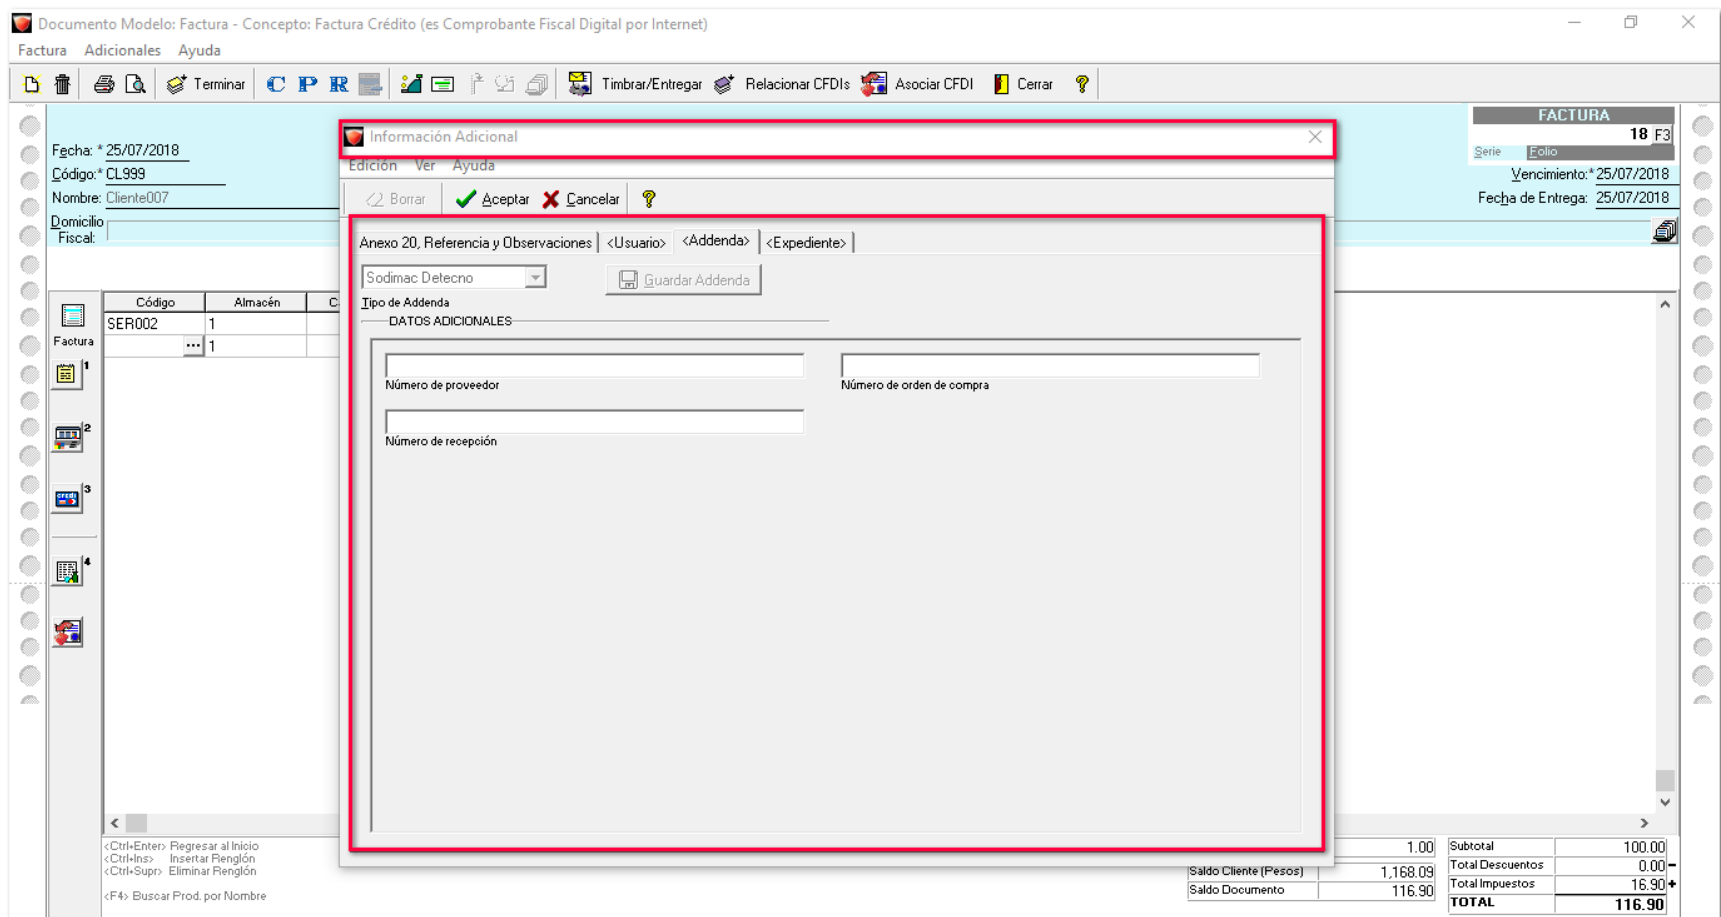 Documento Modelo: Factura - Concepto: Factura Crédito (es Comprobante Fiscal Digital por Internet)
Factura Adicionales Ayuda
Terminar C P R Timbrar/Entregar Relacionar CFDIs Asociar CFDI Cerrar
FACTURA
18 F3
Serie Folio
Fecha: * 25/07/2018
Código:* CL999
Nombre: Cliente007
Domicilio
Fiscal:
Vencimiento:* 25/07/2018
Fecha de Entrega: 25/07/2018
Información Adicional
Edición Ver Ayuda
Borrar Aceptar Cancelar
Anexo 20, Referencia y Observaciones <Usuario> <Addenda> <Expediente>
Sodimac Detecno Guardar Addenda
Tipo de Addenda
DATOS ADICIONALES
Número de proveedor Número de orden de compra
Número de recepción
Código Almacén C
SER002 1
... 1
Factura
1
2
credi 3
4
<Ctrl+Enter> Regresar al Inicio
<Ctrl+Ins> Insertar Renglón
<Ctrl+Supr> Eliminar Renglón
<F4> Buscar Prod. por Nombre
1.00
Saldo Cliente (Pesos) 1,168.09
Saldo Documento 116.90
Subtotal 100.00
Total Descuentos 0.00 -
Total Impuestos 16.90 +
TOTAL 116.90